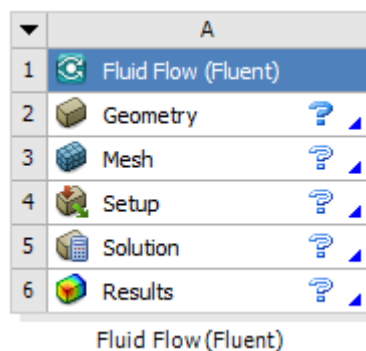 A
1 Fluid Flow (Fluent)
2 Geometry ?
3 Mesh ?
4 Setup ?
5 Solution ?
6 Results ?
Fluid Flow (Fluent)